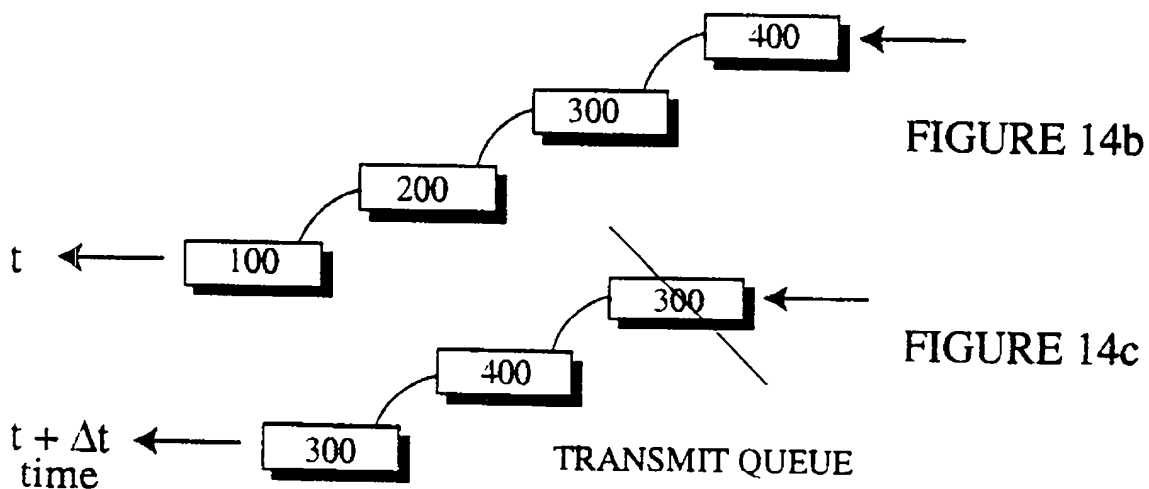 400
300
FIGURE 14b
200
t
100
300
FIGURE 14c
400
t + Δt
time
300
TRANSMIT QUEUE